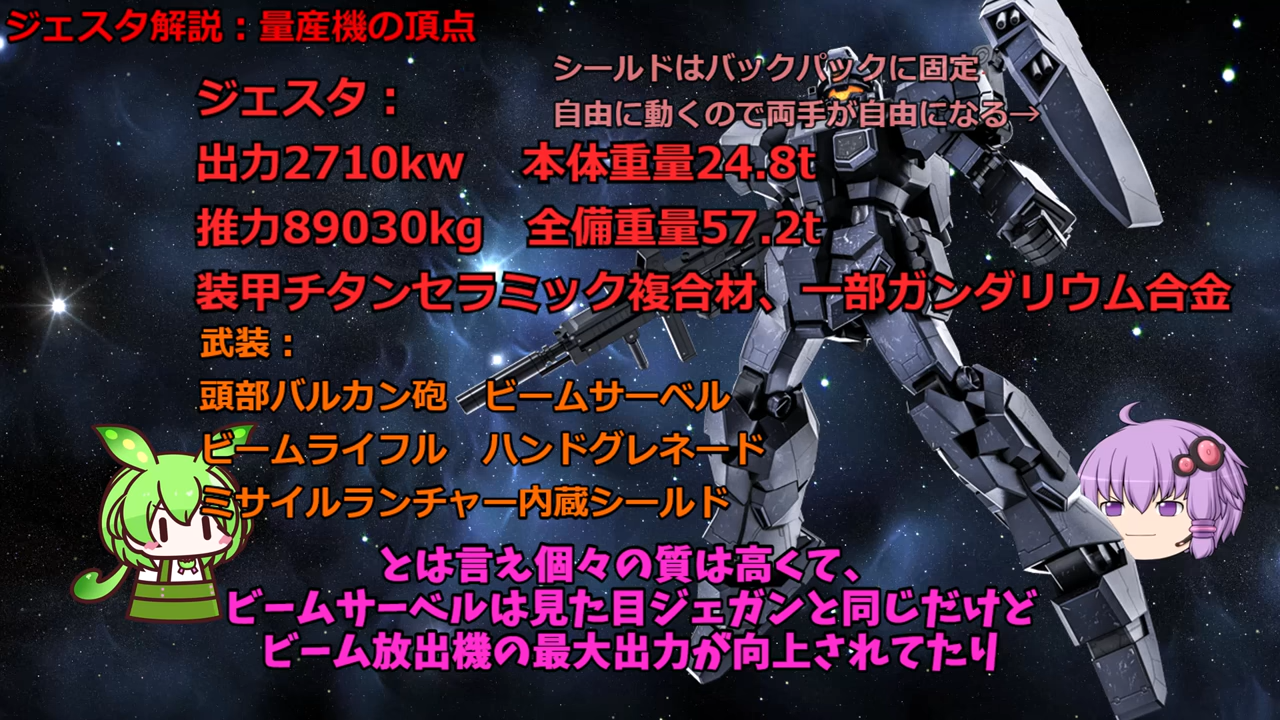 ジェスタ解説：量産機の頂点
シールドはバックパックに固定
自由に動くので両手が自由になる→
ジェスタ：
出力2710kw　本体重量24.8t
推力89030kg　全備重量57.2t
装甲チタンセラミック複合材、一部ガンダリウム合金
武装：
頭部バルカン砲　ビームサーベル
ビームライフル　ハンドグレネード
ミサイルランチャー内蔵シールド
とは言え個々の質は高くて、
ビームサーベルは見た目ジェガンと同じだけど
ビーム放出機の最大出力が向上されてたり